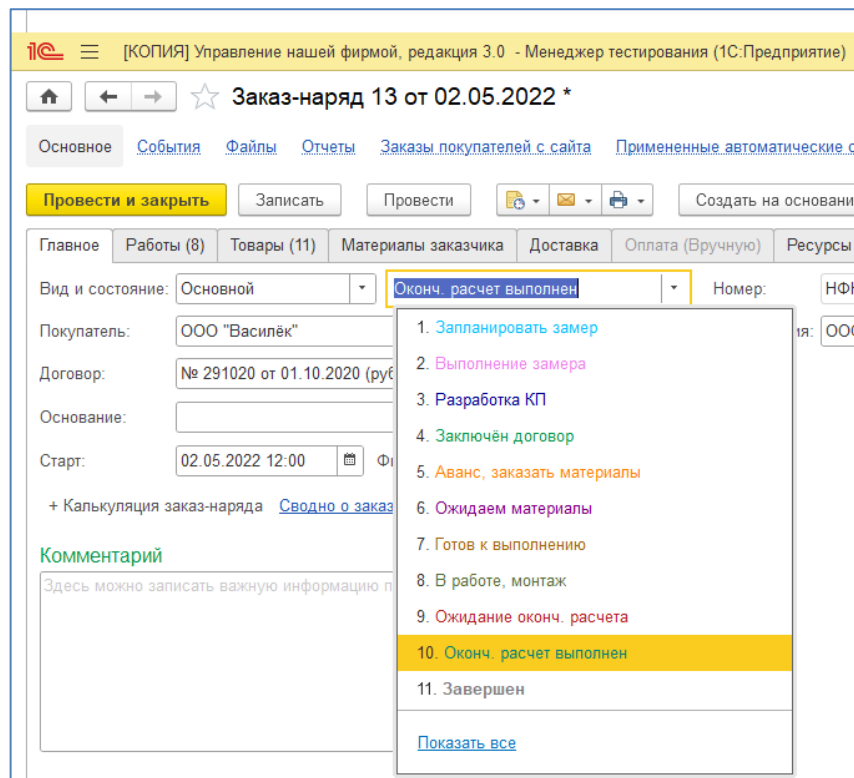 1С [КОПИЯ] Управление нашей фирмой, редакция 3.0 - Менеджер тестирования (1С:Предприятие)
Заказ-наряд 13 от 02.05.2022 *
Основное События Файлы Отчеты Заказы покупателей с сайта Примененные автоматические
Провести и закрыть Записать Провести Создать на
Главное Работы (8) Товары (11) Материалы заказчика Доставка Оплата (Вручную) Ресурсы
Вид и состояние: Основной Оконч. расчет выполнен Номер:
Покупатель: ООО "Василёк"
Договор: № 291020 от 01.10.2020
Основание:
Старт: 02.05.2022 12:00
+ Калькуляция заказ-наряда Сводно о
Комментарий
Здесь можно записать важную информацию
1. Запланировать замер
2. Выполнение замера
3. Разработка КП
4. Заключён договор
5. Аванс, заказать материалы
6. Ожидаем материалы
7. Готов к выполнению
8. В работе, монтаж
9. Ожидание оконч. расчета
10. Оконч. расчет выполнен
11. Завершен
Показать все